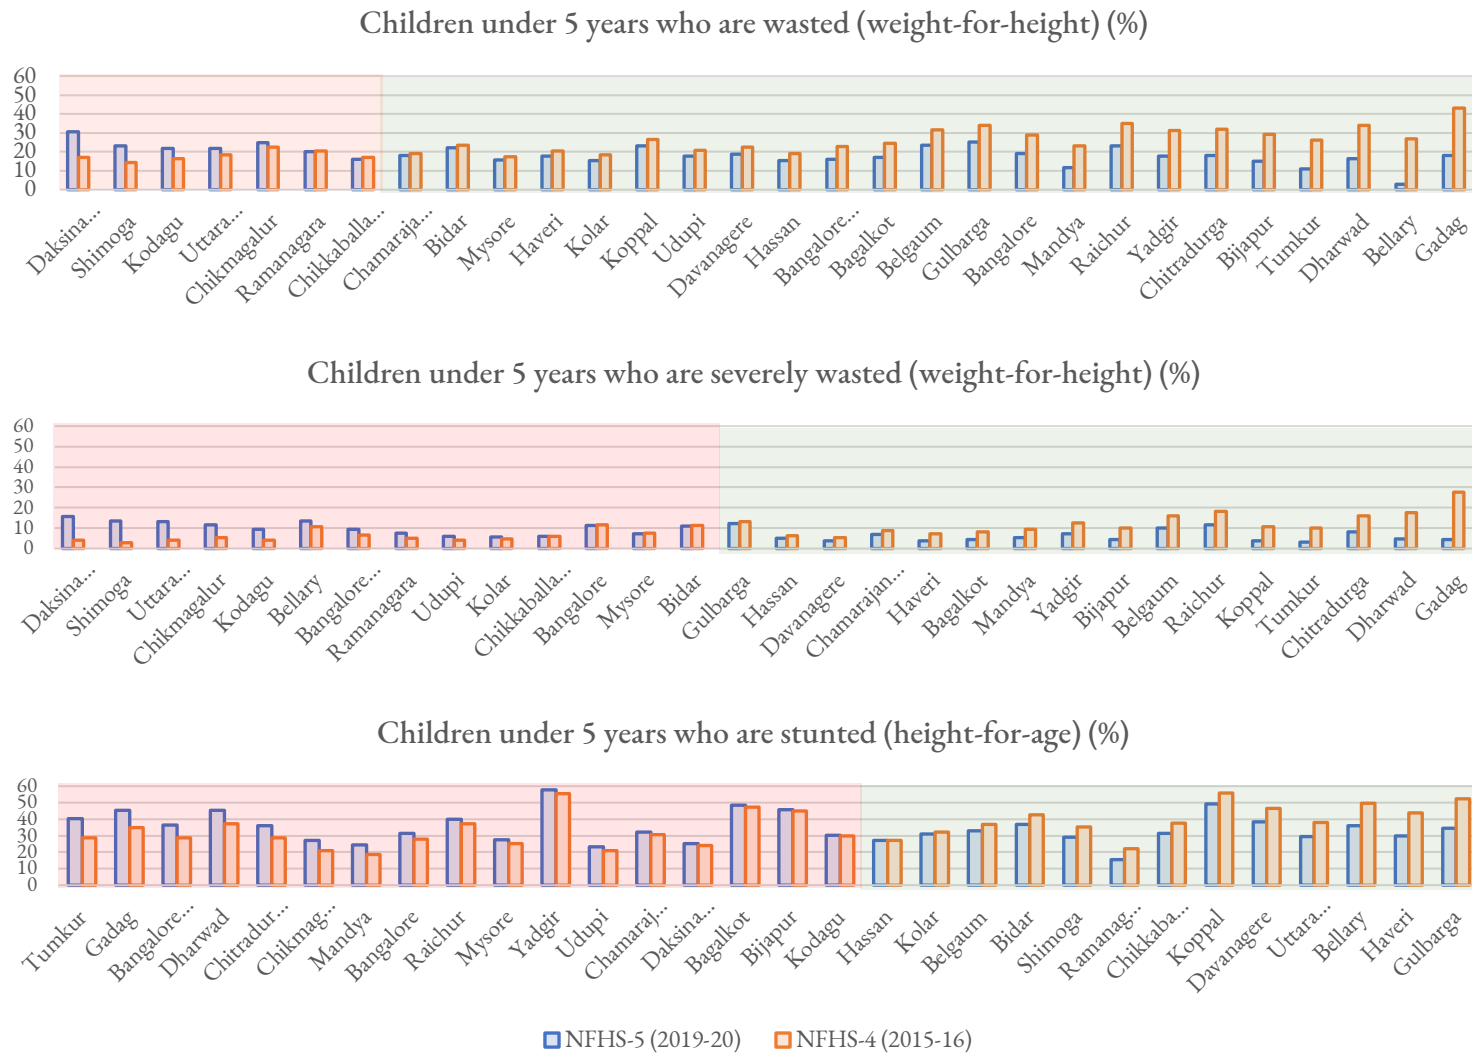 Children under 5 years who are wasted (weight-for-height) (%)
60
50
40
30
20
10
0
Daksina...
Shimoga
Kodagu
Uttara...
Chikmagalur
Ramanagara
Chikkaballa...
Chamaraja...
Bidar
Mysore
Haveri
Kolar
Koppal
Udupi
Davanagere
Hassan
Bangalore...
Bagalkot
Belgaum
Gulbarga
Bangalore
Mandya
Raichur
Yadgir
Chitradurga
Bijapur
Tumkur
Dharwad
Bellary
Gadag
Children under 5 years who are severely wasted (weight-for-height) (%)
60
50
40
30
20
10
0
Daksina...
Shimoga
Uttara...
Chikmagalur
Kodagu
Bellary
Bangalore...
Ramanagara
Udupi
Kolar
Chikkaballa...
Bangalore
Mysore
Bidar
Gulbarga
Hassan
Davanagere
Chamarajan...
Haveri
Bagalkot
Mandya
Yadgir
Bijapur
Belgaum
Raichur
Koppal
Tumkur
Chitradurga
Dharwad
Gadag
Children under 5 years who are stunted (height-for-age) (%)
60
50
40
30
20
10
0
Tumkur
Gadag
Bangalore...
Dharwad
Chitradur...
Chikmag...
Mandya
Bangalore
Raichur
Mysore
Yadgir
Udupi
Chamaraj...
Daksina...
Bagalkot
Bijapur
Kodagu
Hassan
Kolar
Belgaum
Bidar
Shimoga
Ramanag...
Chikkaba...
Koppal
Davanagere
Uttara...
Bellary
Haveri
Gulbarga
NFHS-5 (2019-20) NFHS-4 (2015-16)